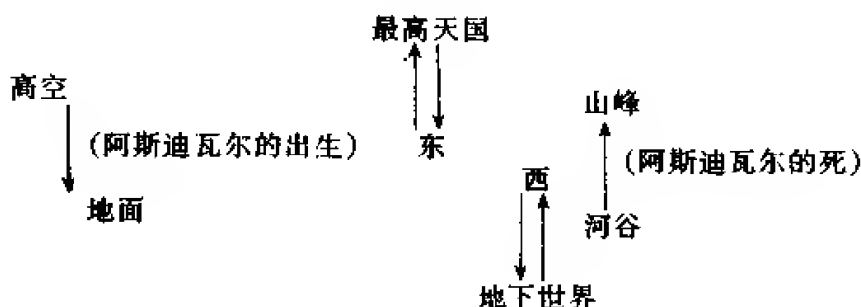 最高天国
高空
山峰
(阿斯迪瓦尔的出生)
东
(阿斯迪瓦尔的死)
西
地面
河谷
地下世界